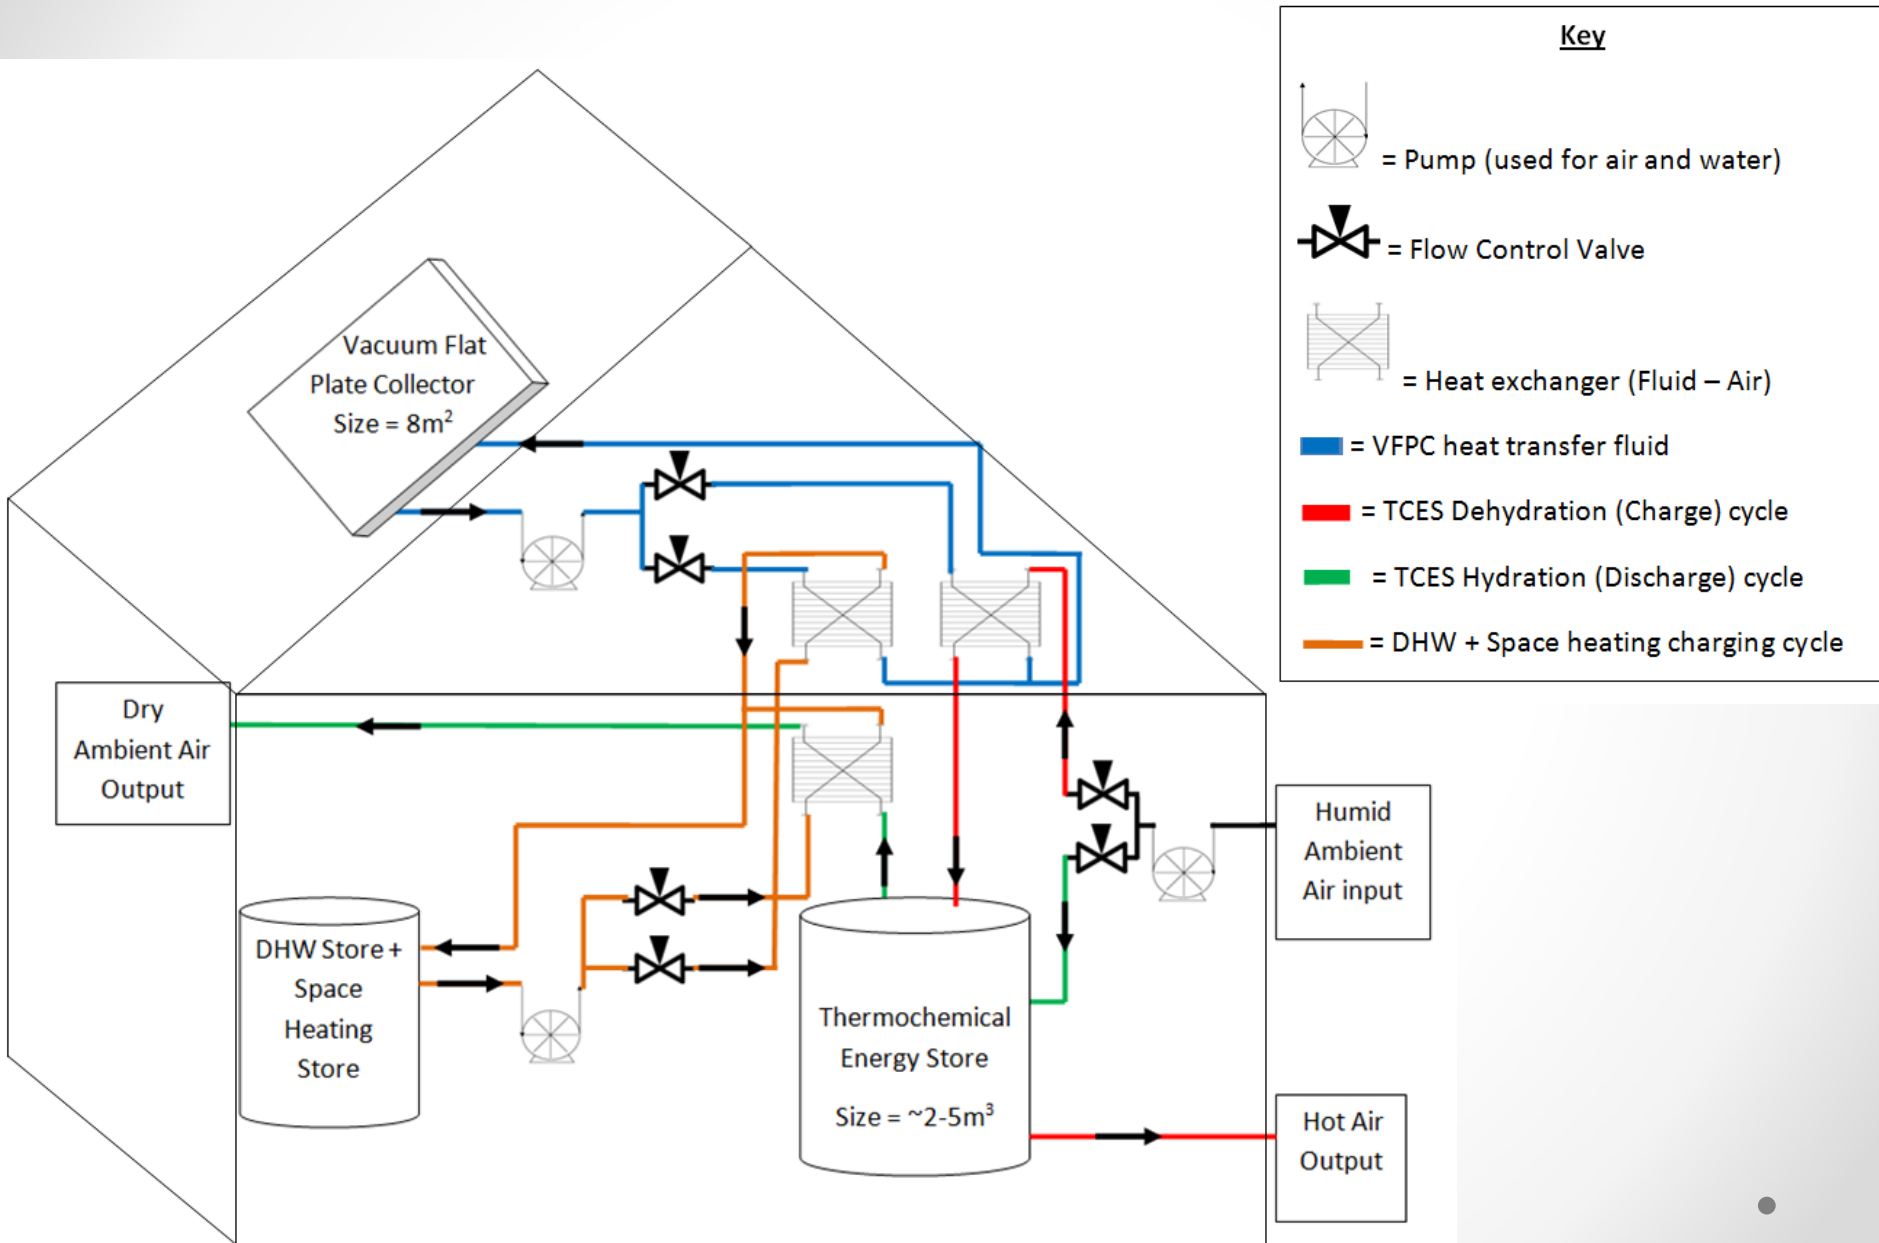 Key
= Pump (used for air and water)
= Flow Control Valve
= Heat exchanger (Fluid – Air)
= VFPC heat transfer fluid
= TCES Dehydration (Charge) cycle
= TCES Hydration (Discharge) cycle
= DHW + Space heating charging cycle
Vacuum Flat
Plate Collector
Size = 8m²
Dry
Ambient Air
Output
Humid
Ambient
Air input
DHW Store +
Space
Heating
Store
Thermochemical
Energy Store
Size = ~2-5m³
Hot Air
Output